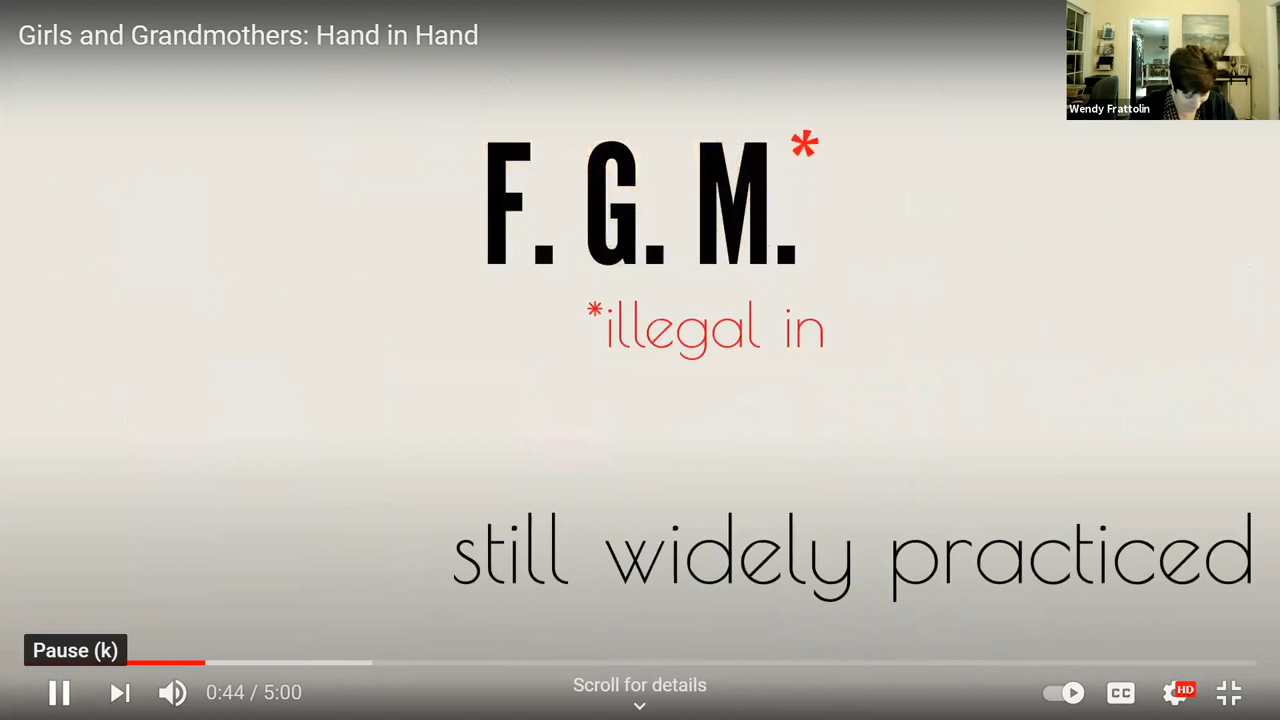 Girls and Grandmothers: Hand in Hand
Wendy Frattolin
F. G. M.*
*illegal in
still widely practiced
Pause (k)
0:44 / 5:00
Scroll for details
CC
HD